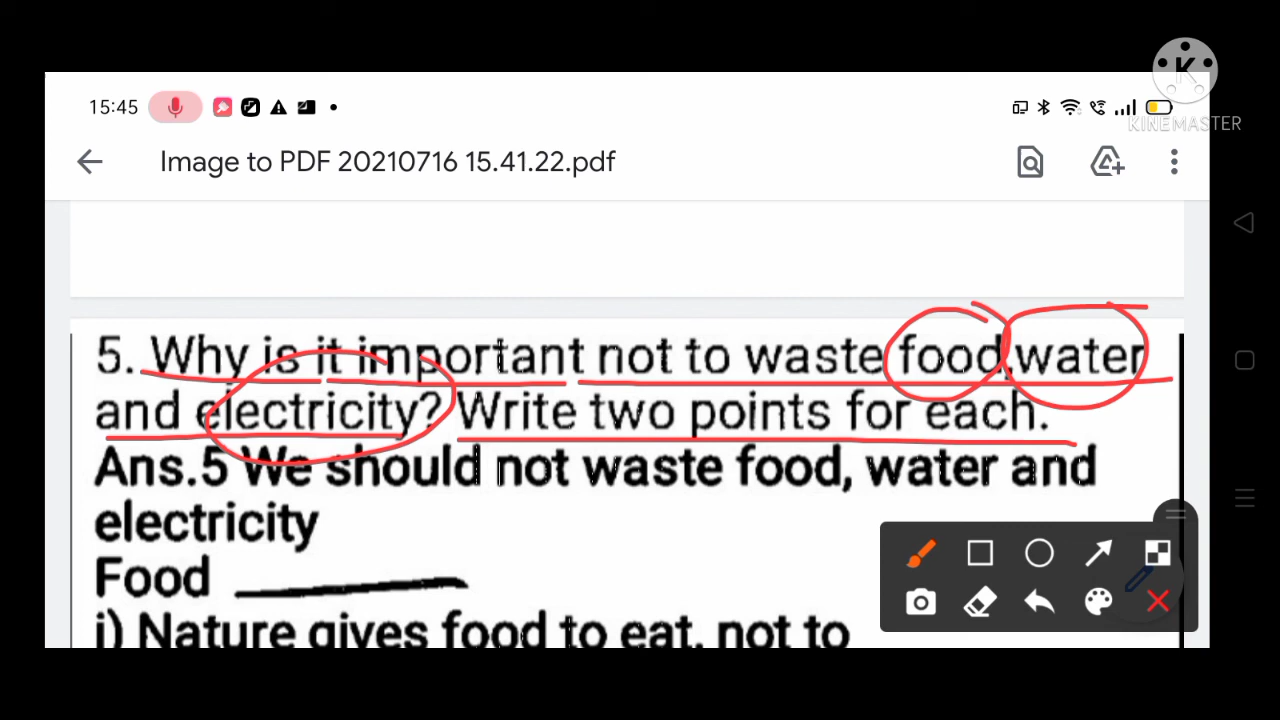 K
KINEMASTER
15:45
Image to PDF 20210716 15.41.22.pdf
5. Why is it important not to waste food,water
and electricity? Write two points for each.
Ans.5 We should not waste food, water and
electricity
Food
i) Nature gives food to eat, not to